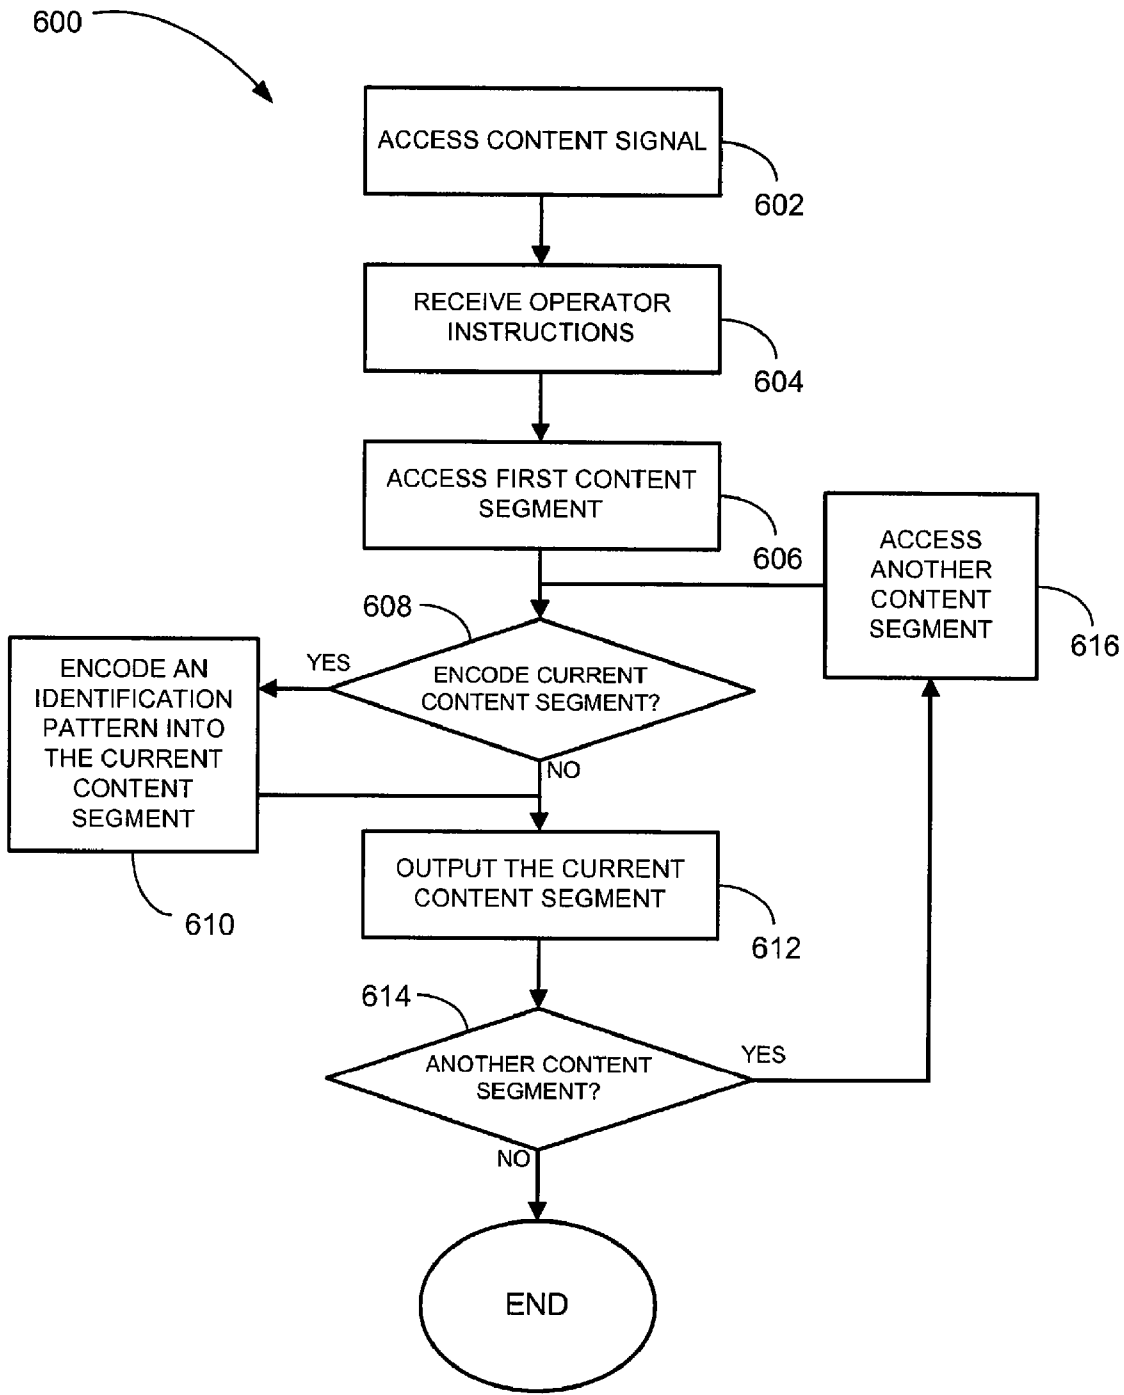 600
ACCESS CONTENT SIGNAL
602
RECEIVE OPERATOR
INSTRUCTIONS
604
ACCESS FIRST CONTENT
SEGMENT
606
ACCESS
ANOTHER
CONTENT
SEGMENT
616
608
ENCODE CURRENT
CONTENT SEGMENT?
YES
NO
ENCODE AN
IDENTIFICATION
PATTERN INTO
THE CURRENT
CONTENT
SEGMENT
610
OUTPUT THE CURRENT
CONTENT SEGMENT
612
614
ANOTHER CONTENT
SEGMENT?
YES
NO
END